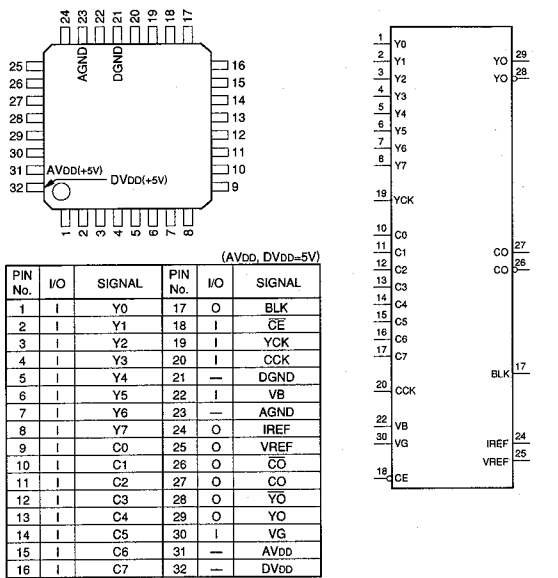 24 23 22 21 20 19 18 17
AGND DGND
25 16
26 15
27 14
28 13
29 12
30 11
31 10
32 9
AVDD(+5V)
DVDD(+5V)
1 2 3 4 5 6 7 8
(AVDD, DVDD=5V)
PIN No. I/O SIGNAL PIN No. I/O SIGNAL
1 I Y0 17 O BLK
2 I Y1 18 I C̅E̅
3 I Y2 19 I YCK
4 I Y3 20 I CCK
5 I Y4 21 — DGND
6 I Y5 22 I VB
7 I Y6 23 — AGND
8 I Y7 24 O IREF
9 I C0 25 O VREF
10 I C1 26 O C̅O̅
11 I C2 27 O CO
12 I C3 28 O Y̅O̅
13 I C4 29 O YO
14 I C5 30 I VG
15 I C6 31 — AVDD
16 I C7 32 — DVDD
1 Y0
2 Y1 YO 29
3 Y2 YO 28
4 Y3
5 Y4
6 Y5
7 Y6
8 Y7
19 YCK
10 C0
11 C1 CO 27
12 C2 CO 26
13 C3
14 C4
15 C5
16 C6
17 C7
BLK 17
20 CCK
22 VB
30 VG IREF 24
VREF 25
18 CE